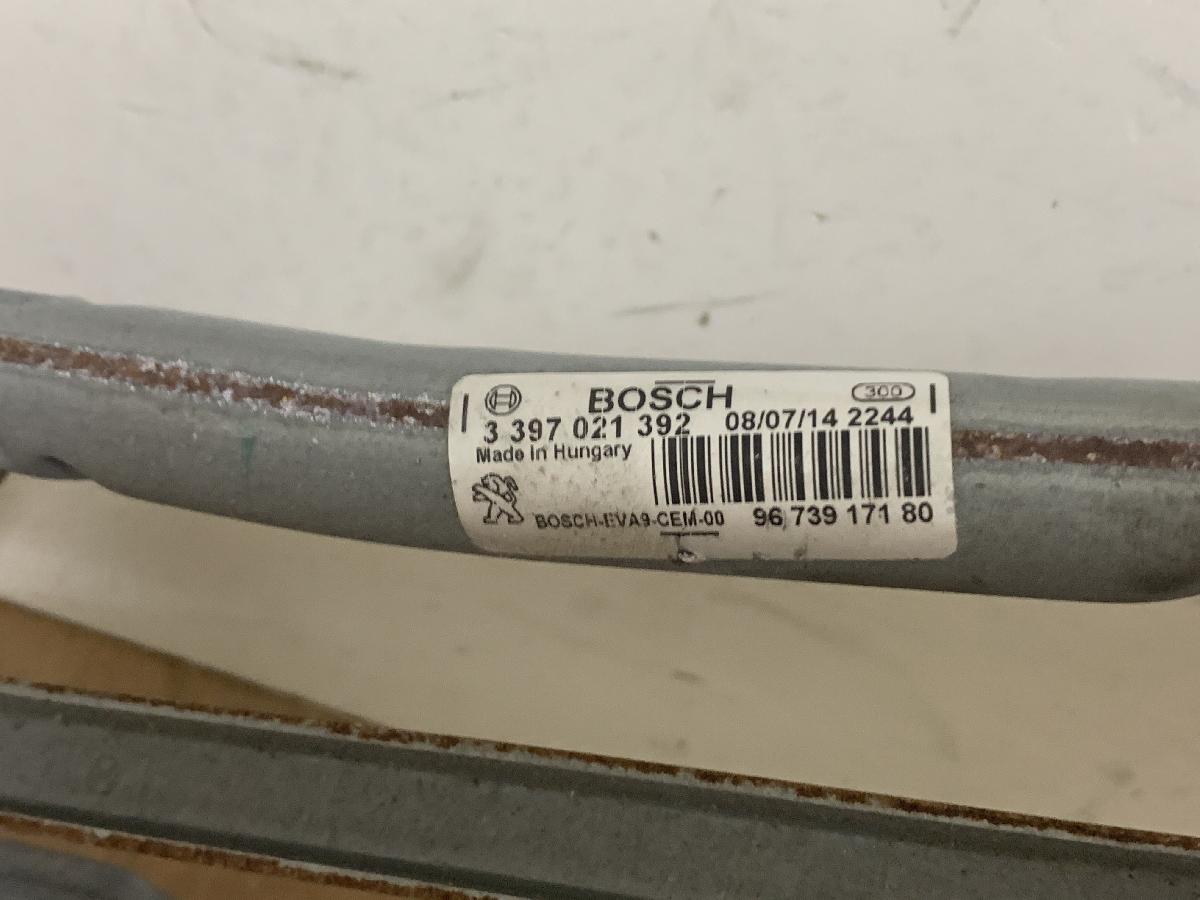 BOSCH 300
3 397 021 392 08/07/14 2244
Made in Hungary
BOSCH-EVA9-CEM-00 96 739 171 80